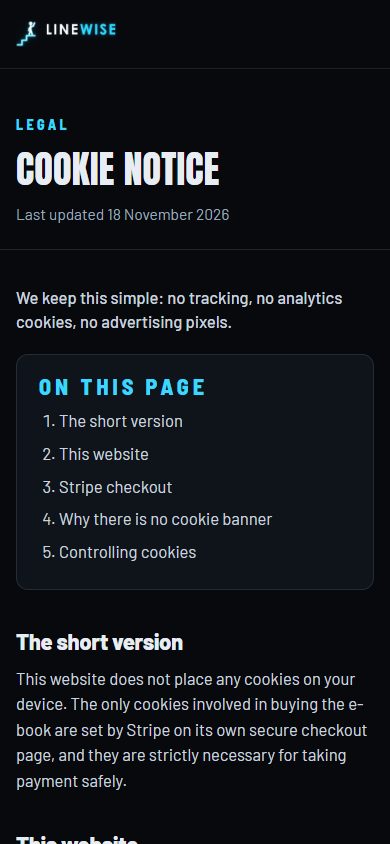 LINEWISE
LEGAL
COOKIE NOTICE
Last updated 18 November 2026
We keep this simple: no tracking, no analytics
cookies, no advertising pixels.
ON THIS PAGE
1. The short version
2. This website
3. Stripe checkout
4. Why there is no cookie banner
5. Controlling cookies
The short version
This website does not place any cookies on your
device. The only cookies involved in buying the e-
book are set by Stripe on its own secure checkout
page, and they are strictly necessary for taking
payment safely.
This website